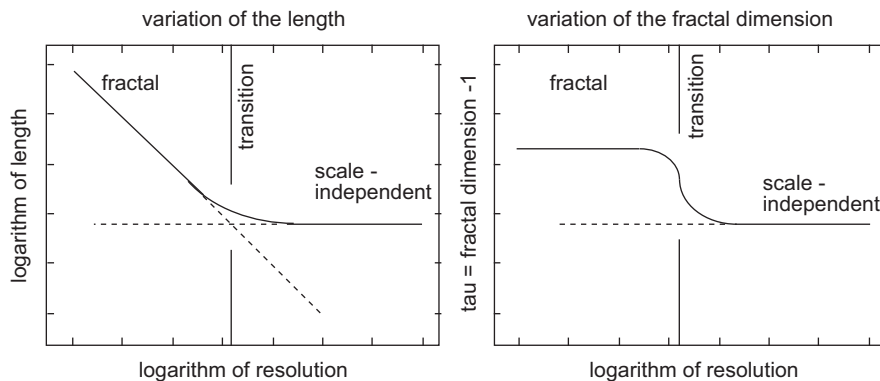 variation of the length
fractal
transition
scale -
independent
logarithm of length
logarithm of resolution
variation of the fractal dimension
fractal
transition
scale -
independent
tau = fractal dimension -1
logarithm of resolution